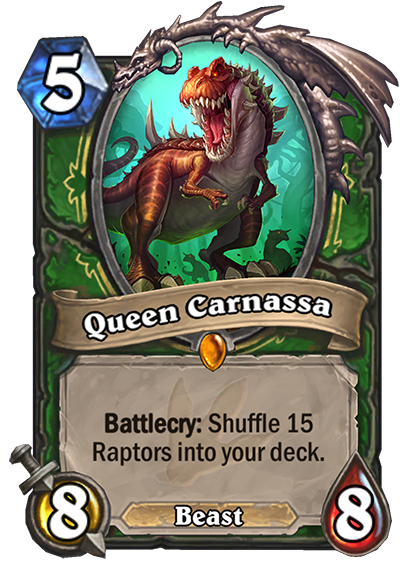 5
Queen Carnassa
Battlecry: Shuffle 15
Raptors into your deck.
8
Beast
8